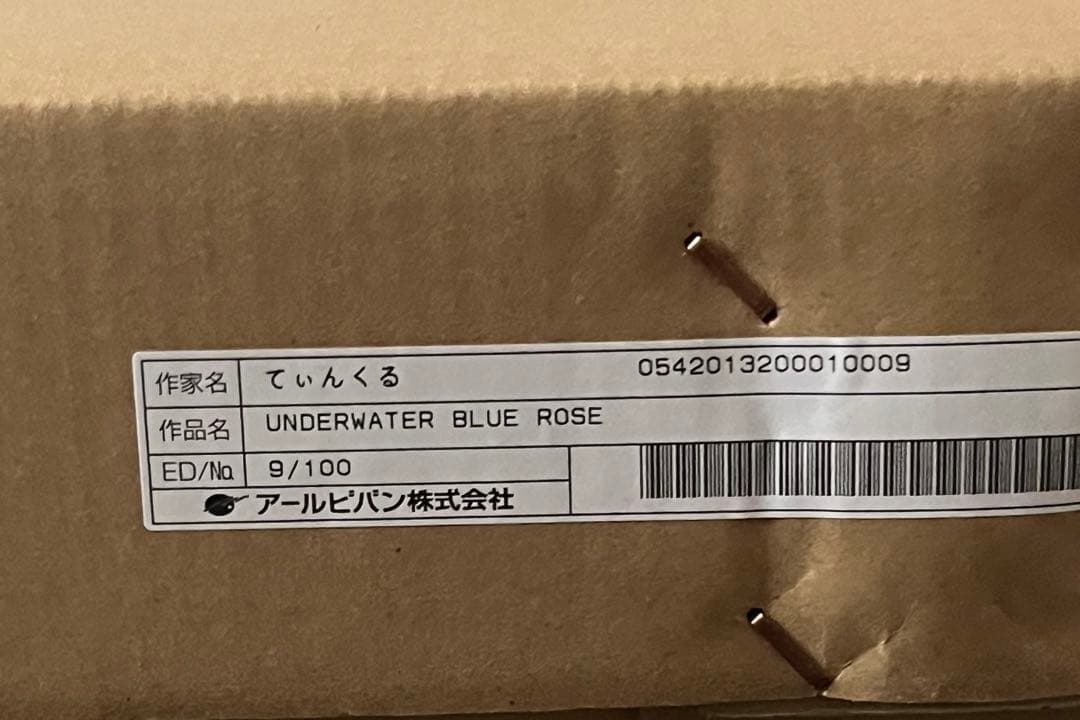 作家名 てぃんくる 0542013200010009
作品名 UNDERWATER BLUE ROSE
ED/No. 9/100
アールビバン株式会社